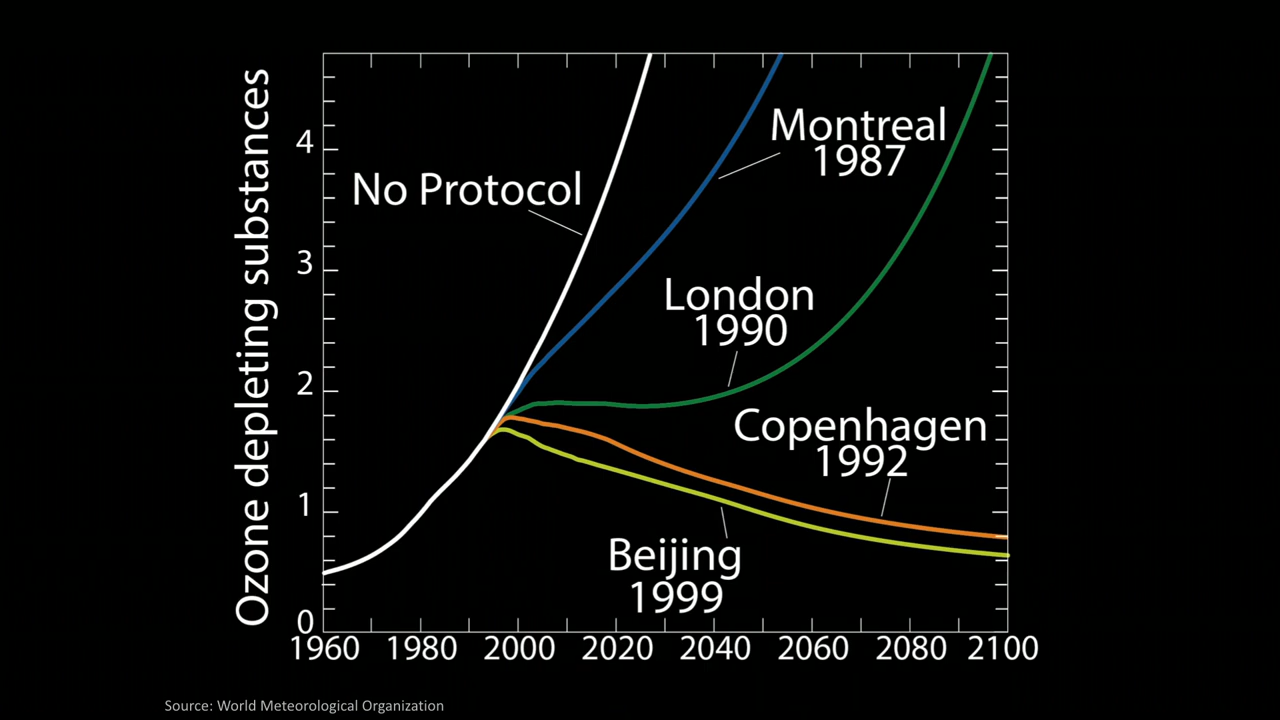 Ozone depleting substances
4
3
2
1
0
No Protocol
Montreal
1987
London
1990
Copenhagen
1992
Beijing
1999
1960 1980 2000 2020 2040 2060 2080 2100
Source: World Meteorological Organization